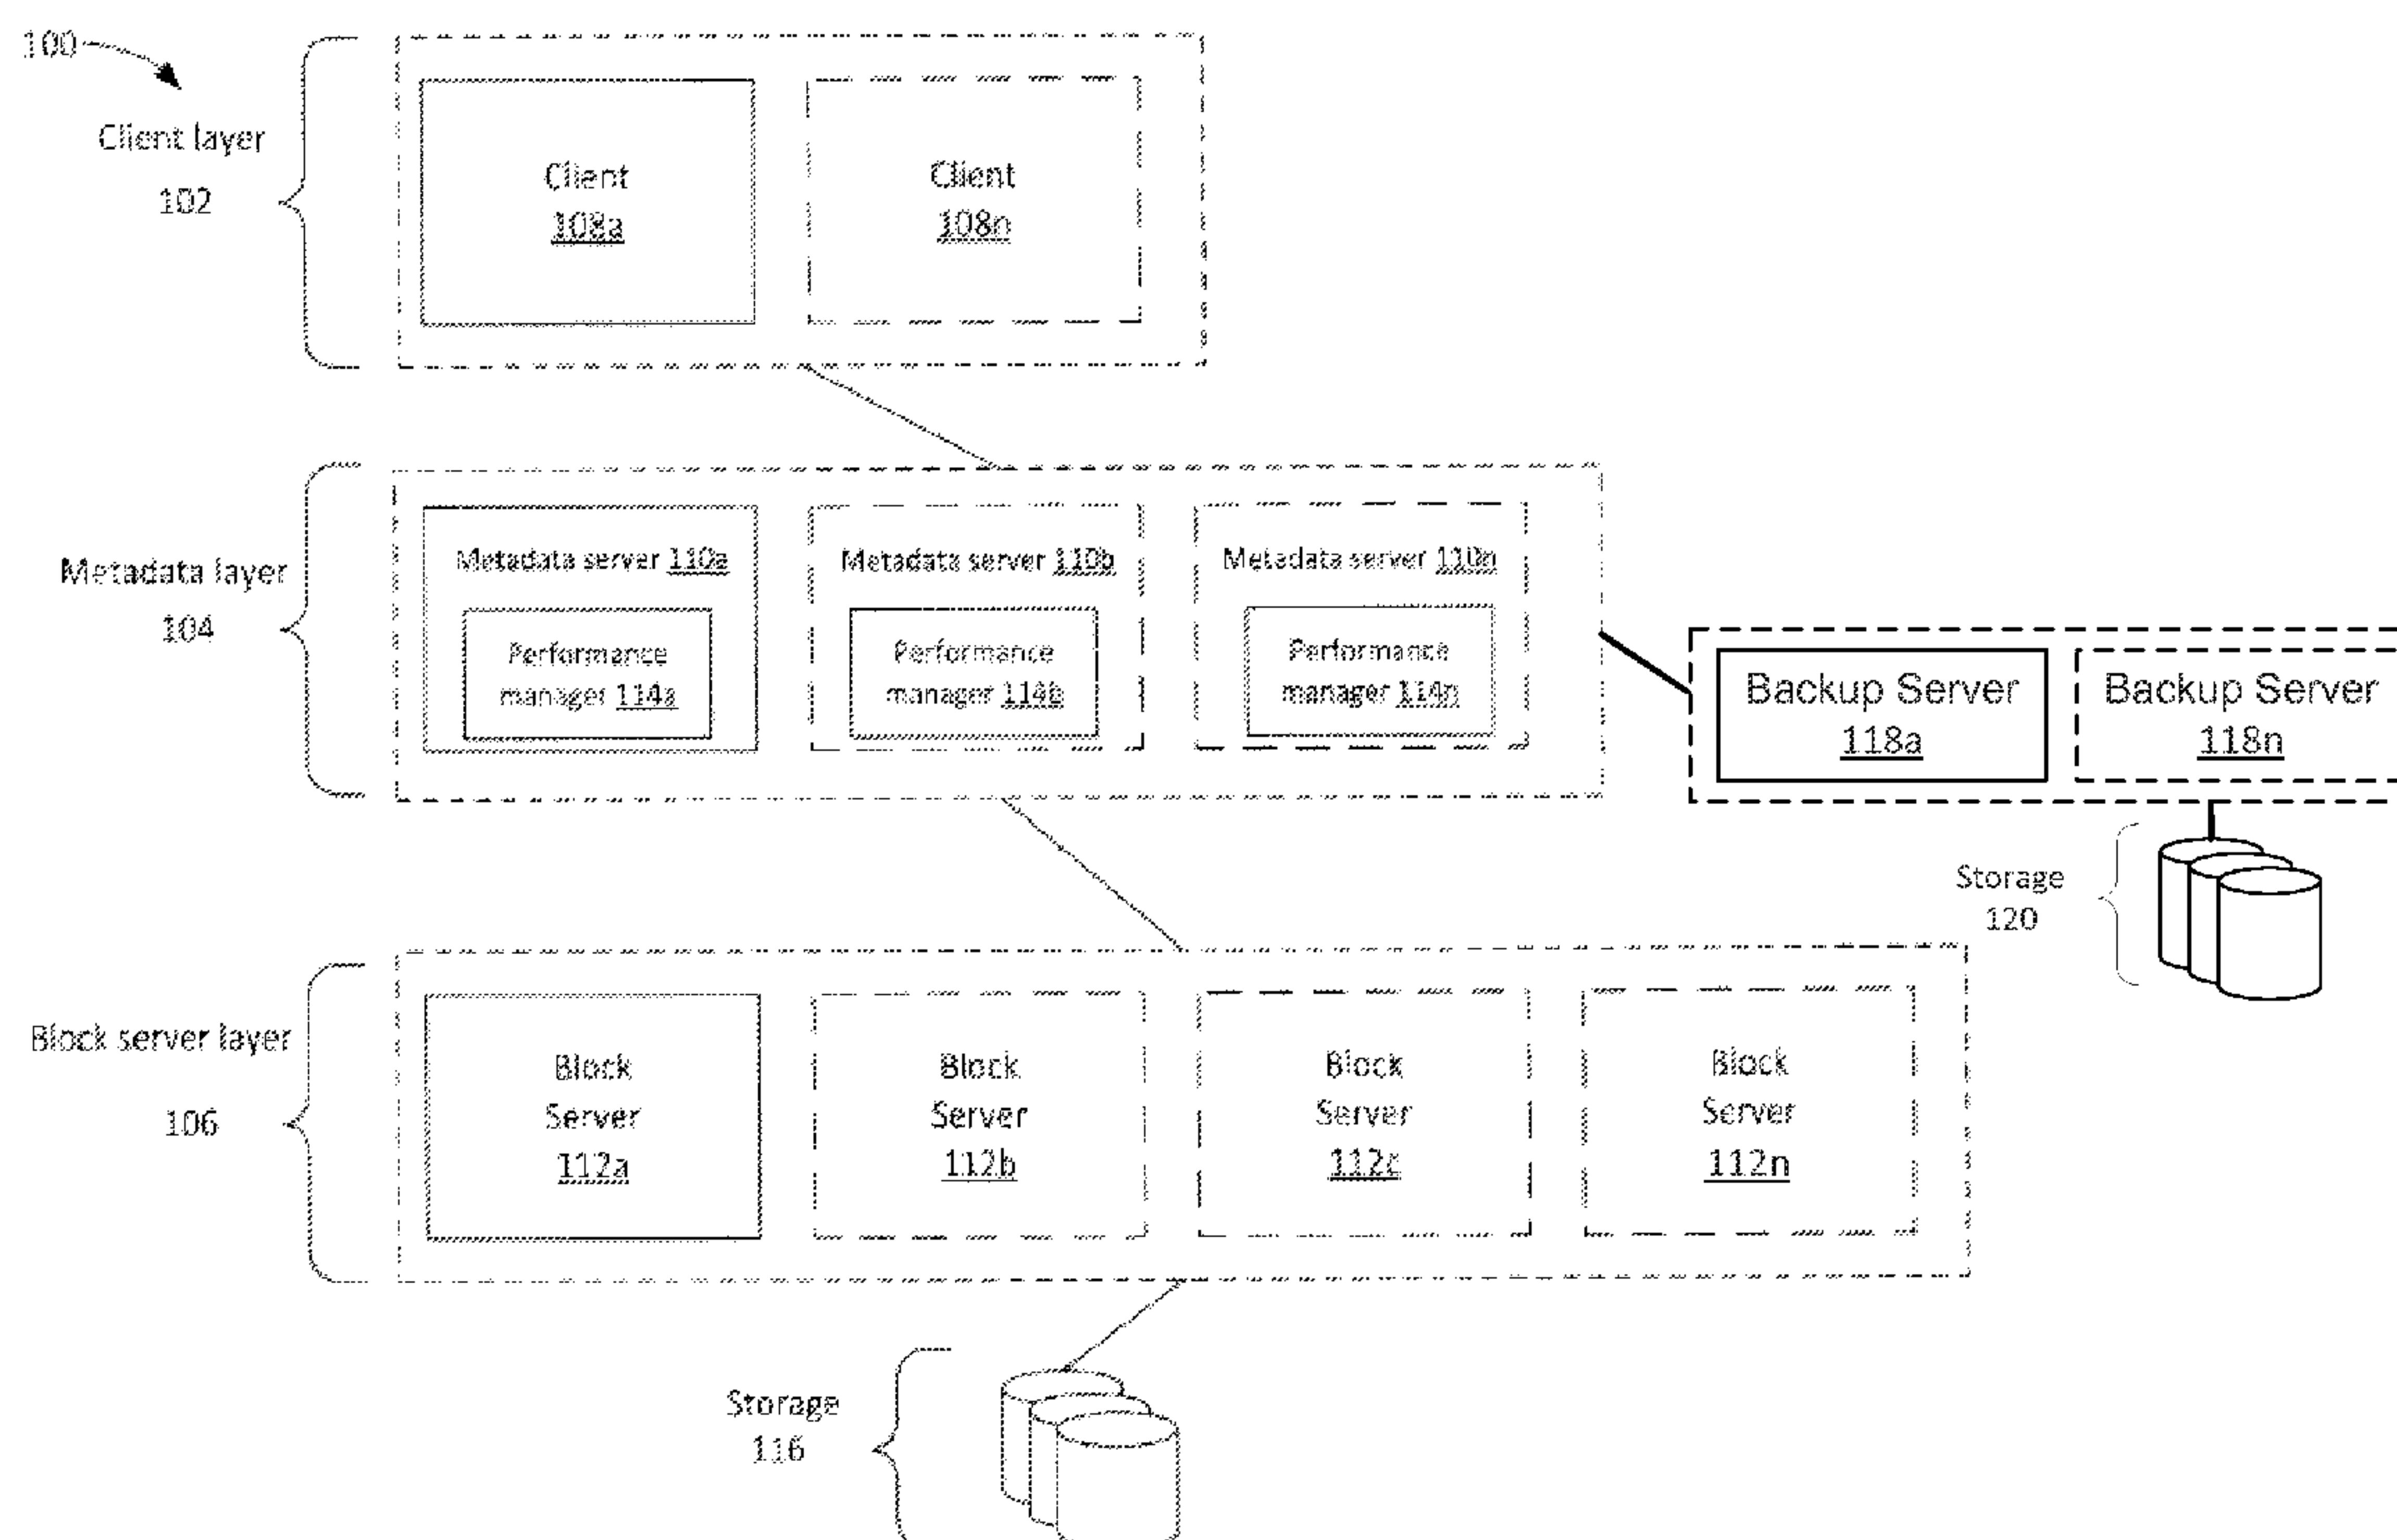 100
Client layer
102
Client
108a
Client
108n
Metadata layer
104
Metadata server 110a
Performance
manager 114a
Metadata server 110b
Performance
manager 114b
Metadata server 110n
Performance
manager 114n
Backup Server
118a
Backup Server
118n
Storage
120
Block server layer
106
Block
Server
112a
Block
Server
112b
Block
Server
112c
Block
Server
112n
Storage
116